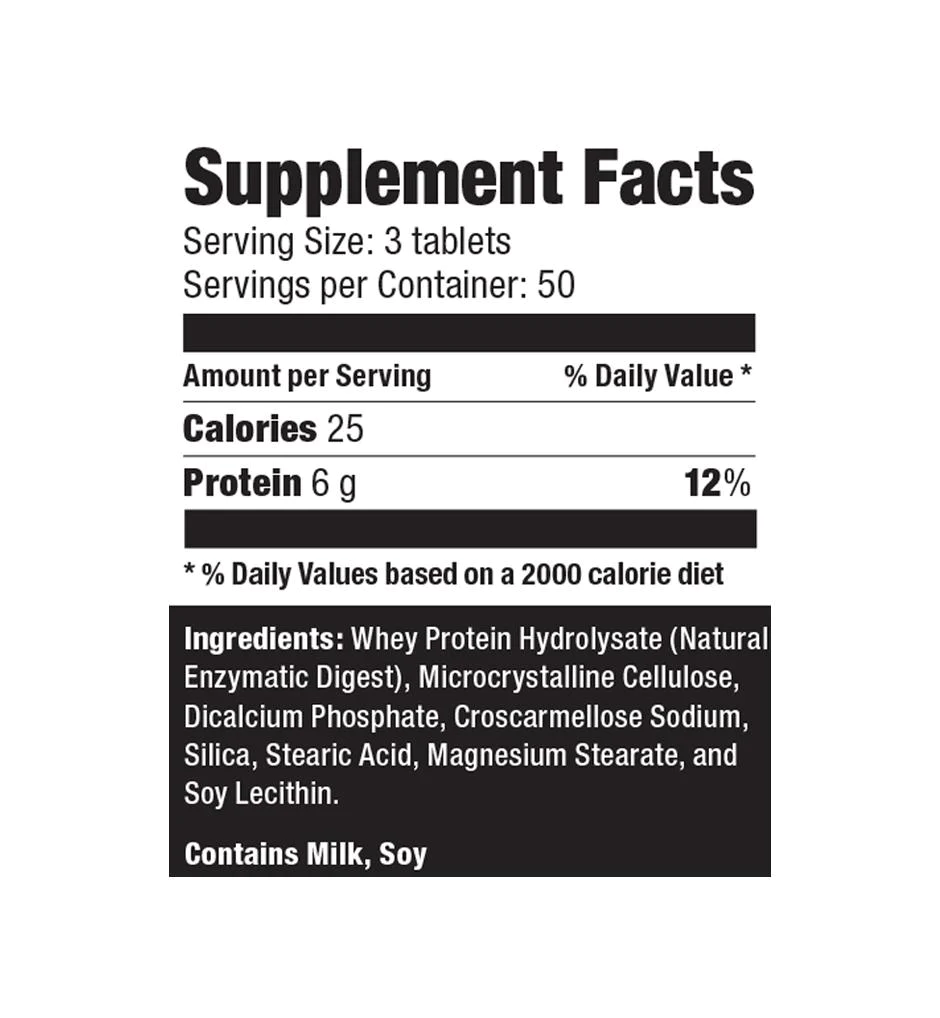 Supplement Facts
Serving Size: 3 tablets
Servings per Container: 50
Amount per Serving % Daily Value *
Calories 25
Protein 6 g 12%
* % Daily Values based on a 2000 calorie diet
Ingredients: Whey Protein Hydrolysate (Natural
Enzymatic Digest), Microcrystalline Cellulose,
Dicalcium Phosphate, Croscarmellose Sodium,
Silica, Stearic Acid, Magnesium Stearate, and
Soy Lecithin.
Contains Milk, Soy